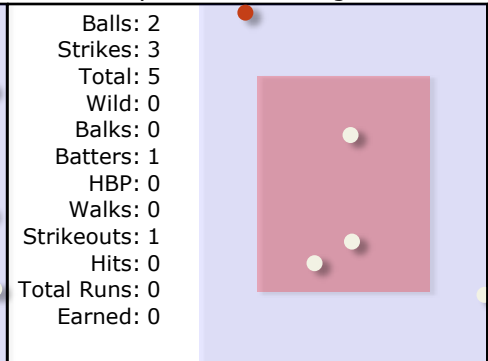 Balls: 2
Strikes: 3
Total: 5
Wild: 0
Balks: 0
Batters: 1
HBP: 0
Walks: 0
Strikeouts: 1
Hits: 0
Total Runs: 0
Earned: 0